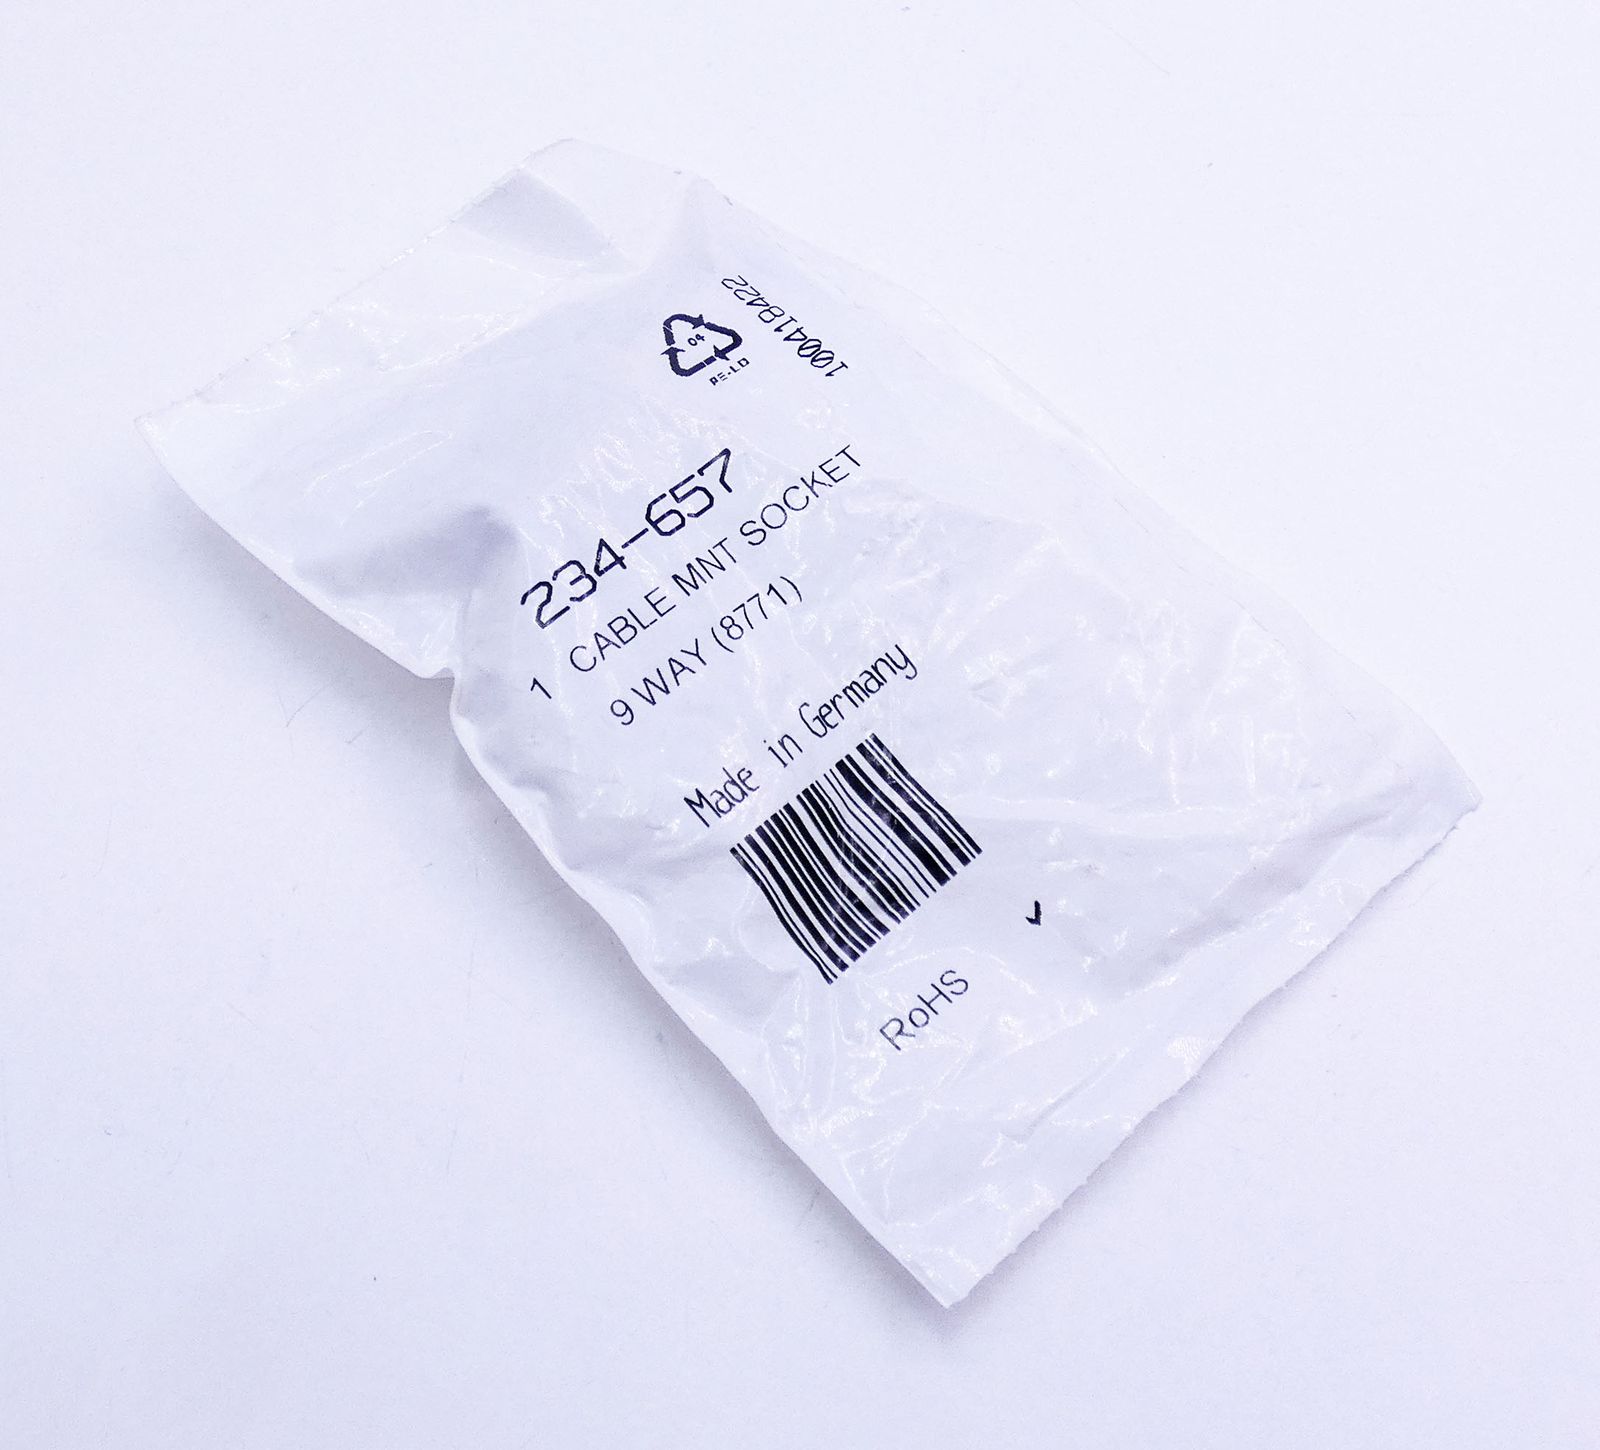 100418422
04
PE-LD
234-657
1 CABLE MNT SOCKET
9 WAY (8771)
Made in Germany
RoHS